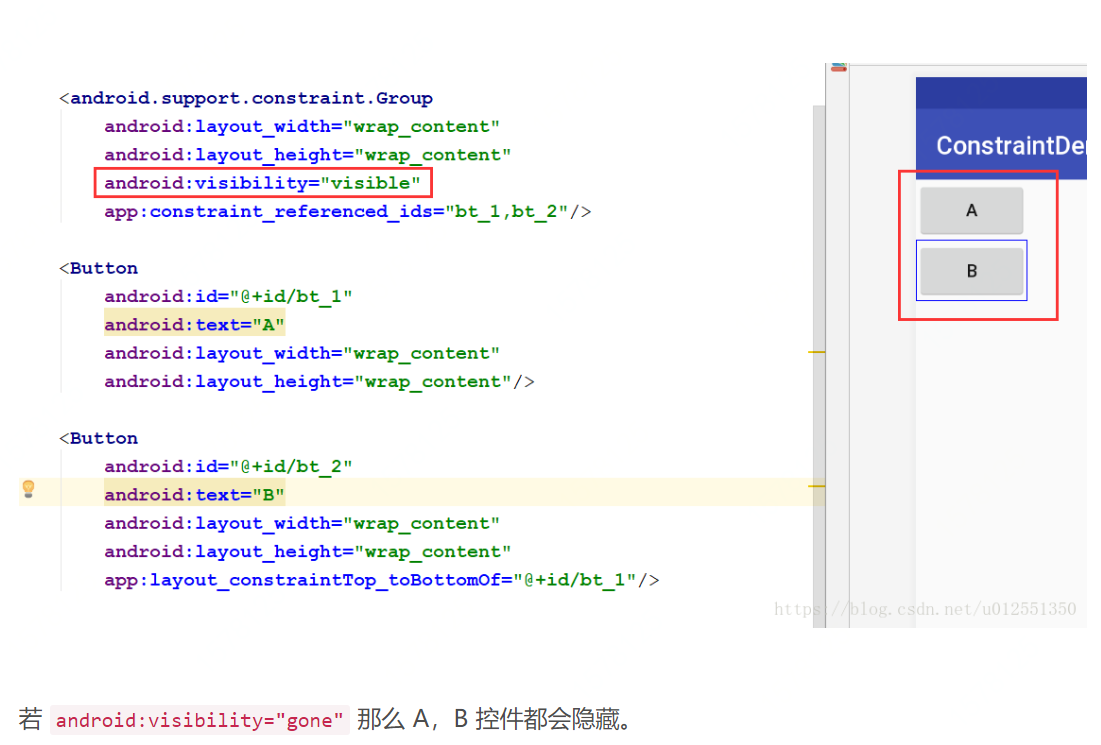 <android.support.constraint.Group
android:layout_width="wrap_content"
android:layout_height="wrap_content"
android:visibility="visible"
app:constraint_referenced_ids="bt_1,bt_2"/>
<Button
android:id="@+id/bt_1"
android:text="A"
android:layout_width="wrap_content"
android:layout_height="wrap_content"/>
<Button
android:id="@+id/bt_2"
android:text="B"
android:layout_width="wrap_content"
android:layout_height="wrap_content"
app:layout_constraintTop_toBottomOf="@+id/bt_1"/>
ConstraintDe
A
B
https://blog.csdn.net/u012551350
若 android:visibility="gone" 那么 A，B 控件都会隐藏。